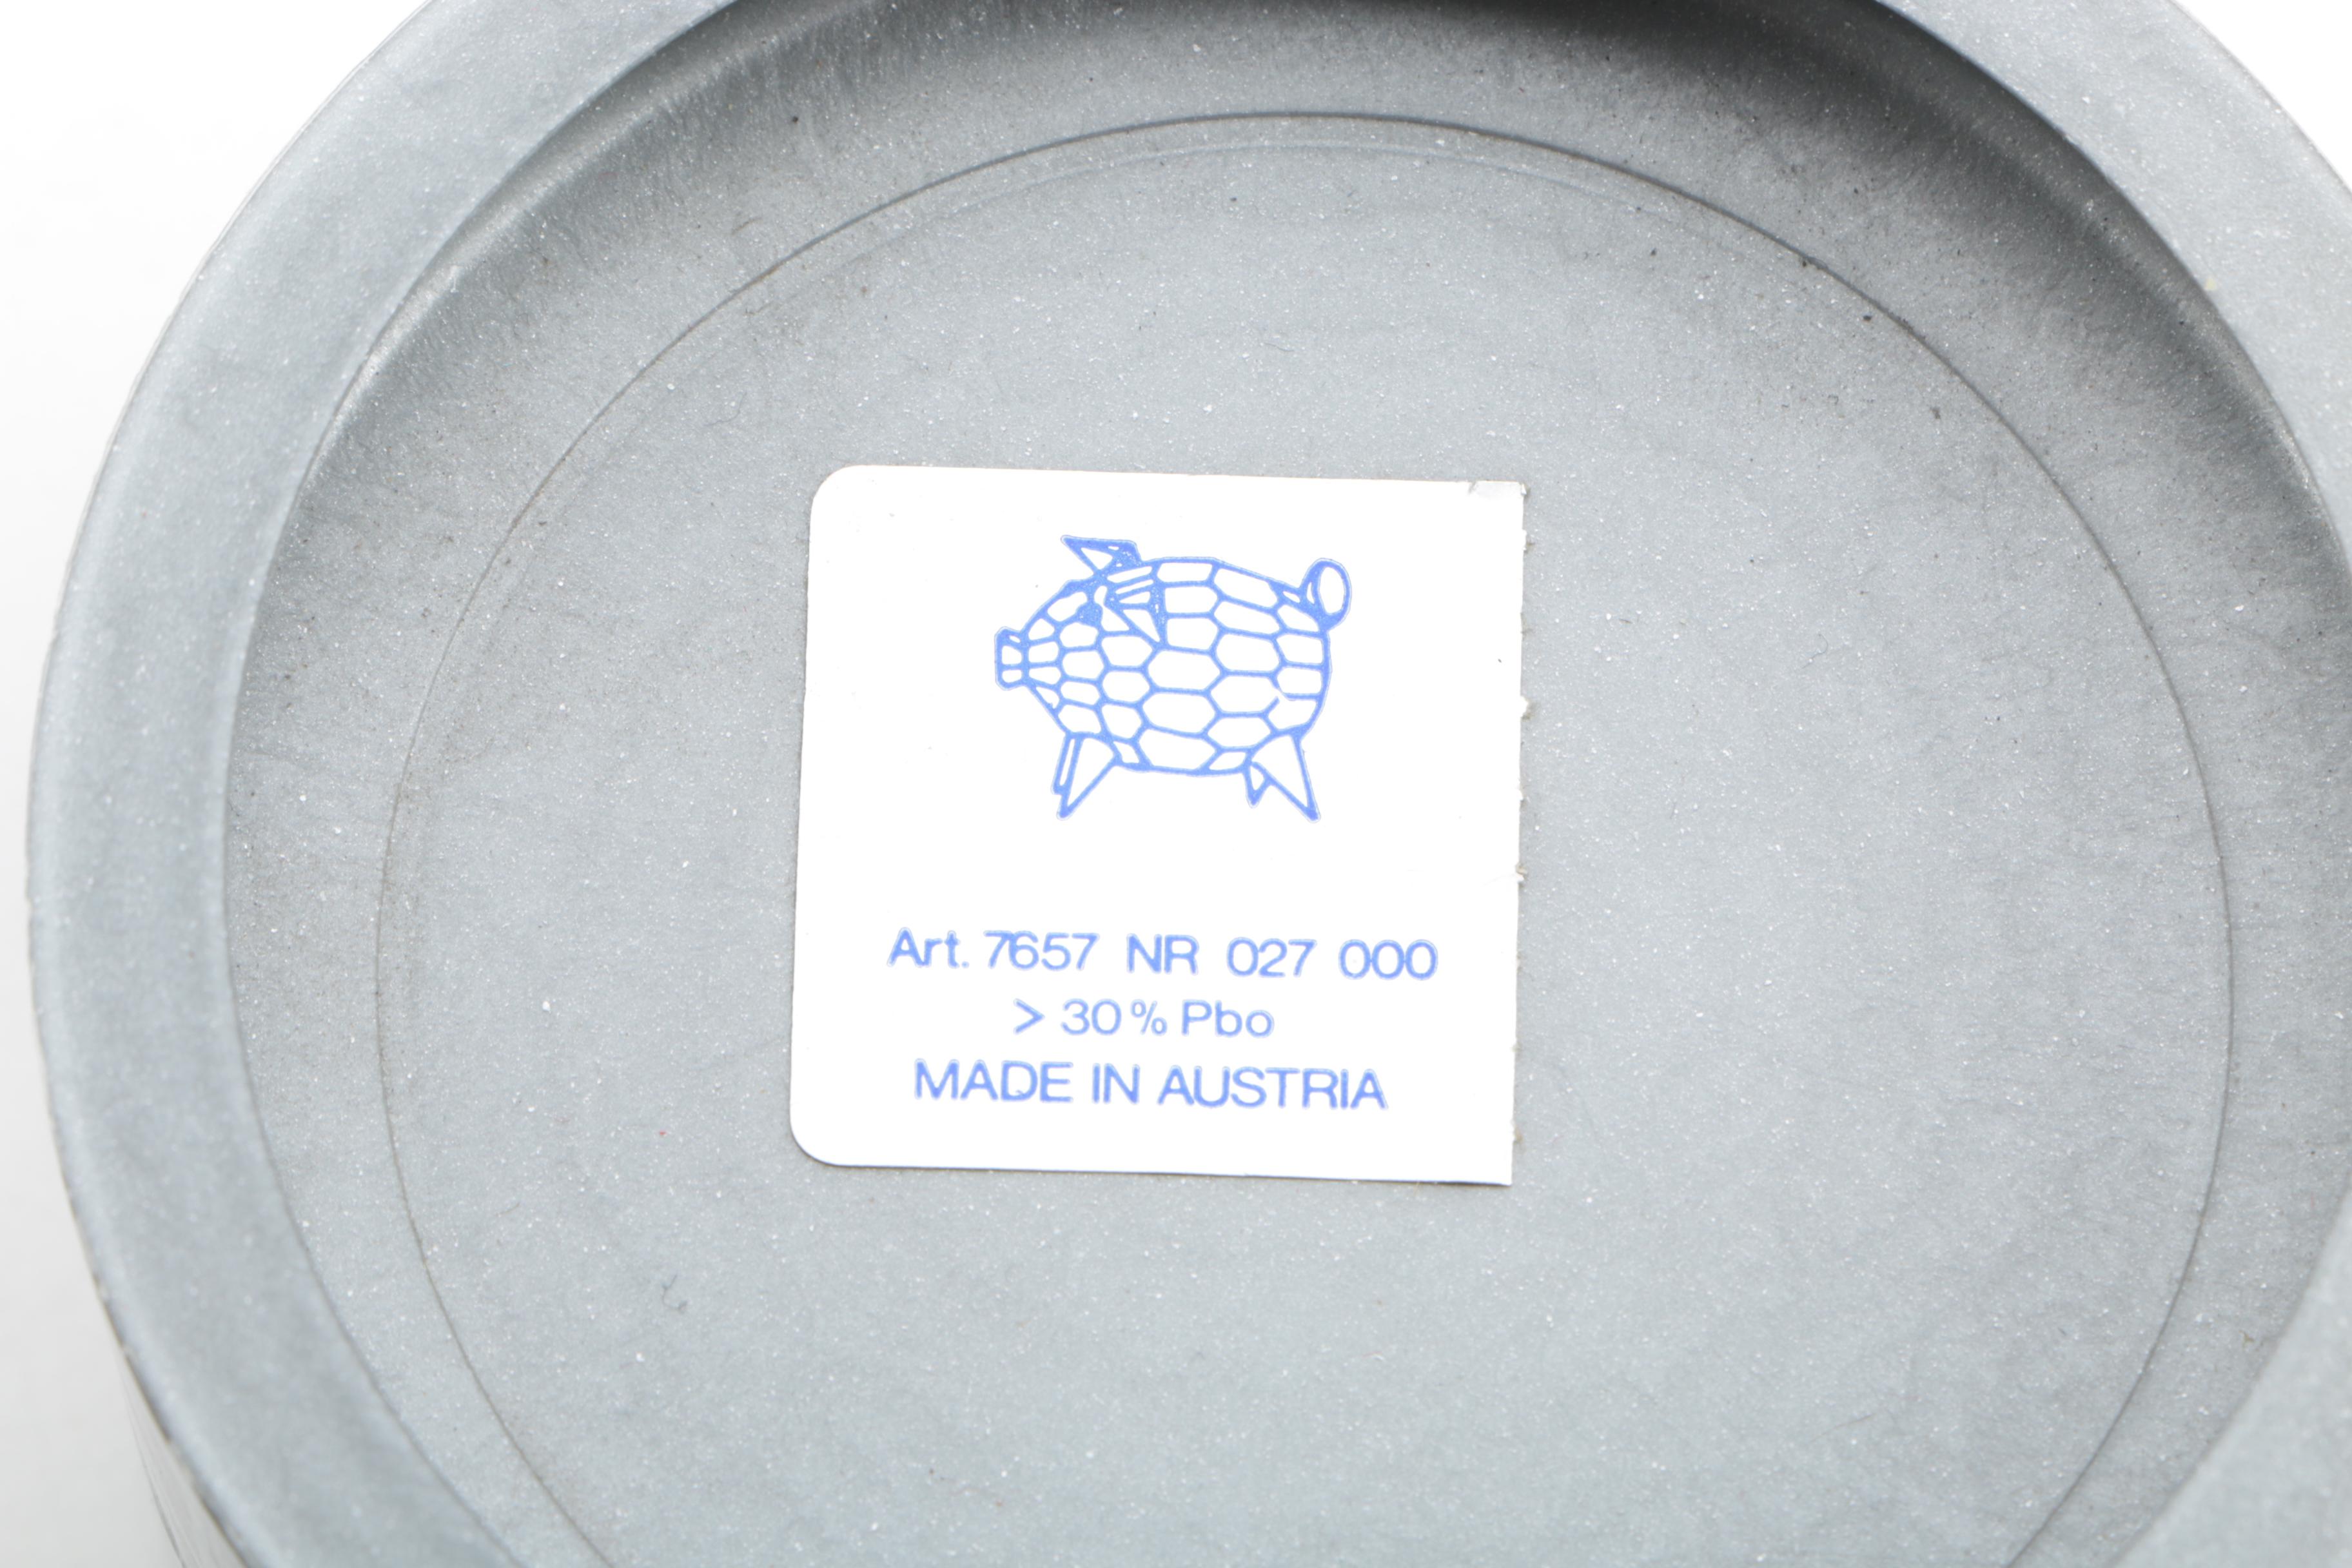 Art. 7657 NR 027 000
> 30% Pbo
MADE IN AUSTRIA